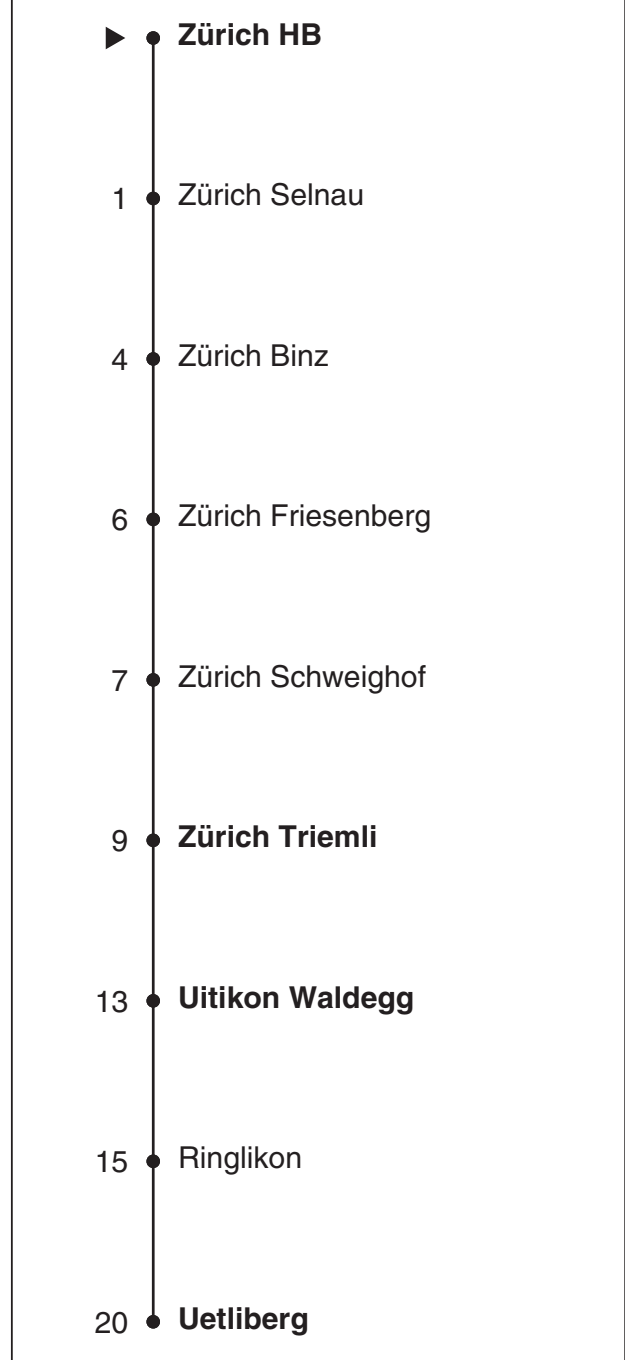 ▶ Zürich HB
1 Zürich Selnau
4 Zürich Binz
6 Zürich Friesenberg
7 Zürich Schweighof
9 Zürich Triemli
13 Uitikon Waldegg
15 Ringlikon
20 Uetliberg